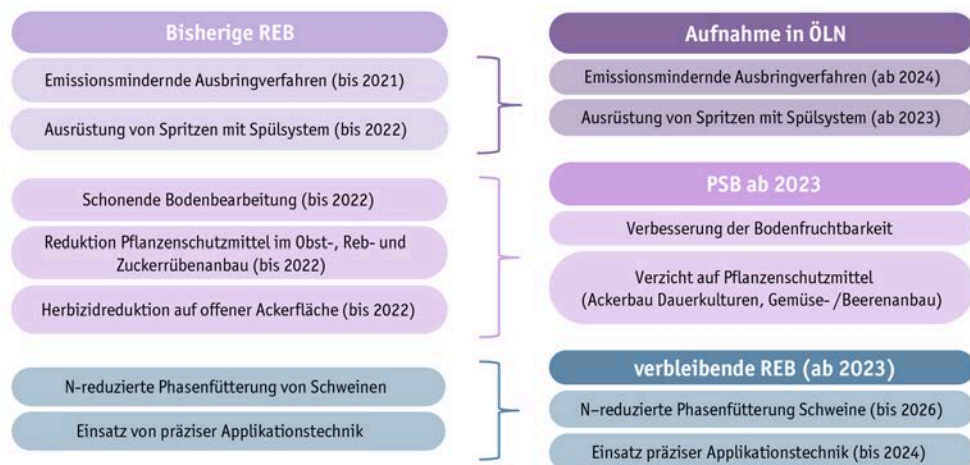 Bisherige REB
Emissionsmindernde Ausbringverfahren (bis 2021)
Ausrüstung von Spritzen mit Spülsystem (bis 2022)
Schonende Bodenbearbeitung (bis 2022)
Reduktion Pflanzenschutzmittel im Obst-, Reb- und
Zuckerrübenanbau (bis 2022)
Herbizidreduktion auf offener Ackerfläche (bis 2022)
N-reduzierte Phasenfütterung von Schweinen
Einsatz von präziser Applikationstechnik
Aufnahme in ÖLN
Emissionsmindernde Ausbringverfahren (ab 2024)
Ausrüstung von Spritzen mit Spülsystem (ab 2023)
PSB ab 2023
Verbesserung der Bodenfruchtbarkeit
Verzicht auf Pflanzenschutzmittel
(Ackerbau Dauerkulturen, Gemüse-/Beerenanbau)
verbleibende REB (ab 2023)
N–reduzierte Phasenfütterung Schweine (bis 2026)
Einsatz präziser Applikationstechnik (bis 2024)